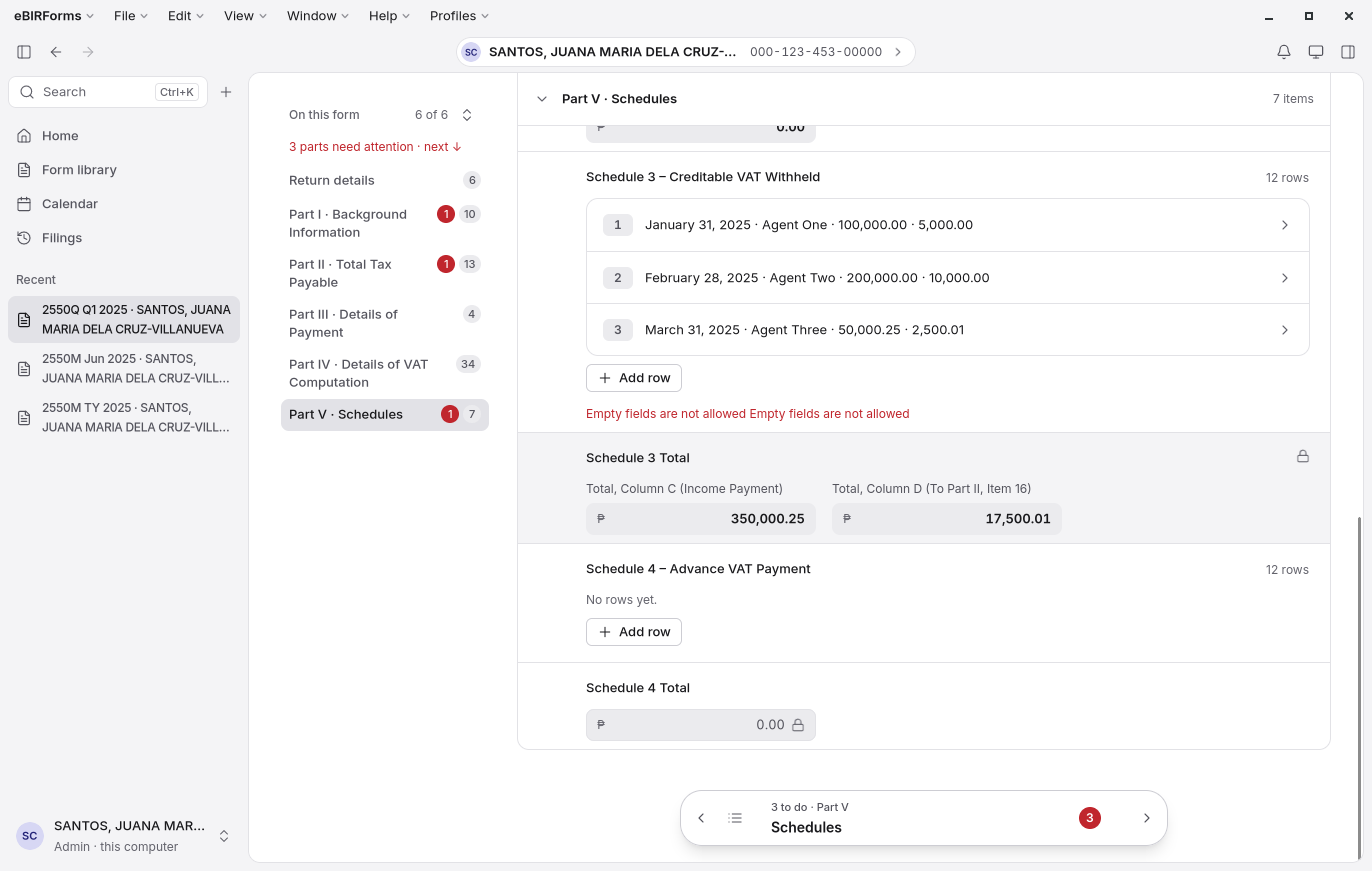 eBIRForms File Edit View Window Help Profiles
SC SANTOS, JUANA MARIA DELA CRUZ-... 000-123-453-00000
Search Ctrl+K
Home
Form library
Calendar
Filings
Recent
2550Q Q1 2025 · SANTOS, JUANA
MARIA DELA CRUZ-VILLANUEVA
2550M Jun 2025 · SANTOS,
JUANA MARIA DELA CRUZ-VILL...
2550M TY 2025 · SANTOS,
JUANA MARIA DELA CRUZ-VILL...
SC
SANTOS, JUANA MAR...
Admin · this computer
On this form 6 of 6
3 parts need attention · next ↓
Return details 6
Part I · Background 1 10
Information
Part II · Total Tax 1 13
Payable
Part III · Details of 4
Payment
Part IV · Details of VAT 34
Computation
Part V · Schedules 1 7
Part V · Schedules 7 items
₱ 0.00
Schedule 3 – Creditable VAT Withheld 12 rows
1 January 31, 2025 · Agent One · 100,000.00 · 5,000.00
2 February 28, 2025 · Agent Two · 200,000.00 · 10,000.00
3 March 31, 2025 · Agent Three · 50,000.25 · 2,500.01
Add row
Empty fields are not allowed Empty fields are not allowed
Schedule 3 Total
Total, Column C (Income Payment) Total, Column D (To Part II, Item 16)
₱ 350,000.25 ₱ 17,500.01
Schedule 4 – Advance VAT Payment 12 rows
No rows yet.
Add row
Schedule 4 Total
₱ 0.00
3 to do · Part V
Schedules 3